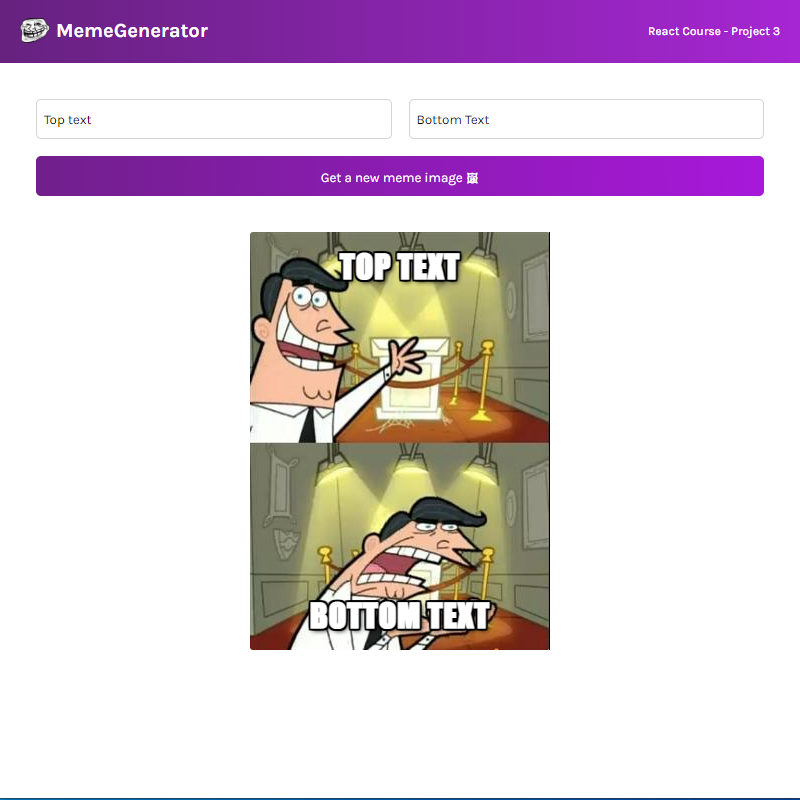 MemeGenerator
React Course - Project 3
Top text
Bottom Text
Get a new meme image 🖼
TOP TEXT
BOTTOM TEXT